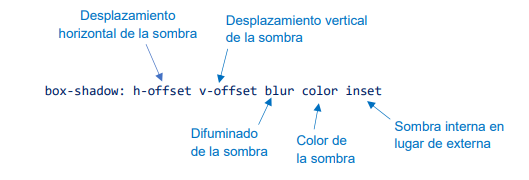 Desplazamiento
horizontal de la sombra
Desplazamiento vertical
de la sombra
box-shadow: h-offset v-offset blur color inset
Difuminado
de la sombra
Color de
la sombra
Sombra interna en
lugar de externa